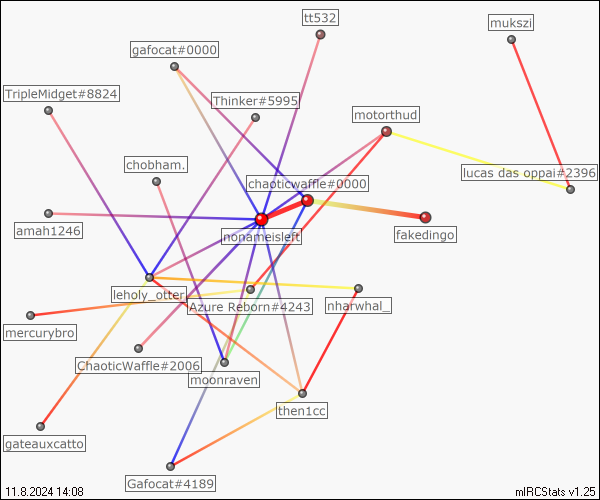 tt532
mukszi
gafocat#0000
TripleMidget#8824
Thinker#5995
motorthud
chobham.
lucas das oppai#2396
chaoticwaffle#0000
amah1246
nonameisleft
fakedingo
leholy_otter
Azure Reborn#4243
nharwhal_
mercurybro
ChaoticWaffle#2006
moonraven
then1cc
gateauxcatto
Gafocat#4189
11.8.2024 14:08
mIRCStats v1.25